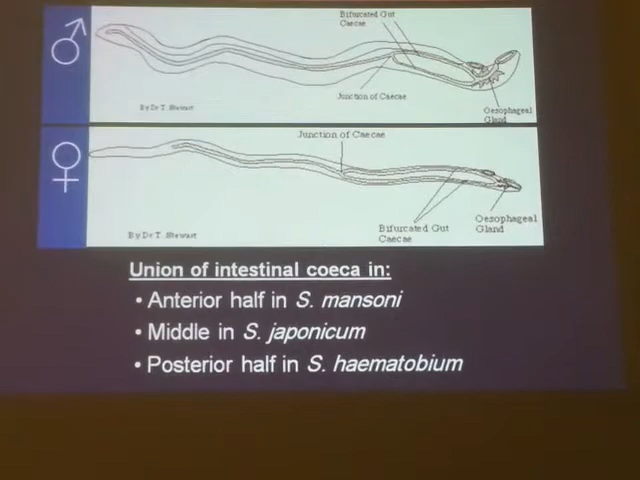 ♂
Bifurcated Gut
Caecae
Junction of Caecae
Oesophageal
Gland
By Dr T. Stewart
♀
Junction of Caecae
Bifurcated Gut
Caecae
Oesophageal
Gland
By Dr T. Stewart
Union of intestinal coeca in:
• Anterior half in S. mansoni
• Middle in S. japonicum
• Posterior half in S. haematobium